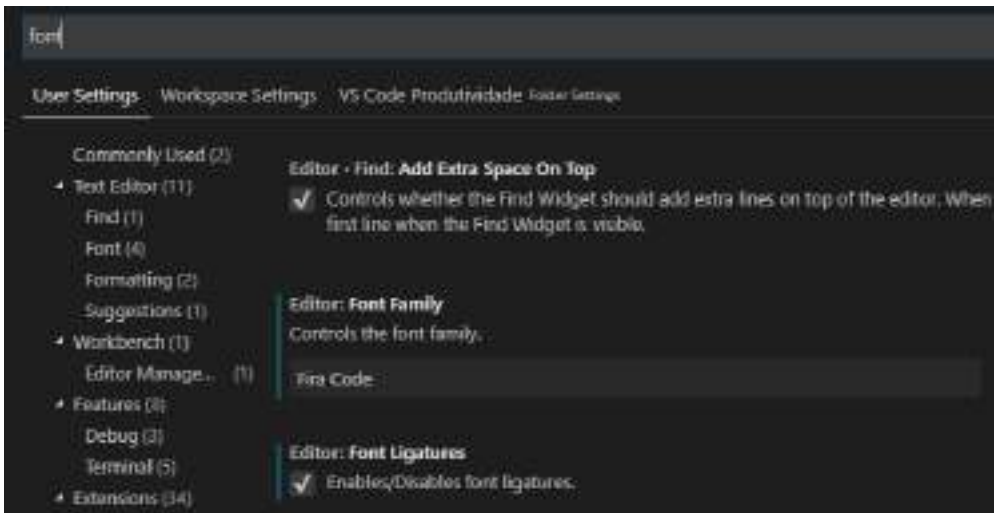 font
User Settings Workspace Settings VS Code Produtividade Folder Settings
Commonly Used (2)
Text Editor (11)
Find (1)
Font (4)
Formatting (2)
Suggestions (1)
Workbench (1)
Editor Manage... (1)
Features (8)
Debug (3)
Terminal (5)
Extensions (34)
Editor › Find: Add Extra Space On Top
Controls whether the Find Widget should add extra lines on top of the editor. When
first line when the Find Widget is visible.
Editor: Font Family
Controls the font family.
Fira Code
Editor: Font Ligatures
Enables/Disables font ligatures.